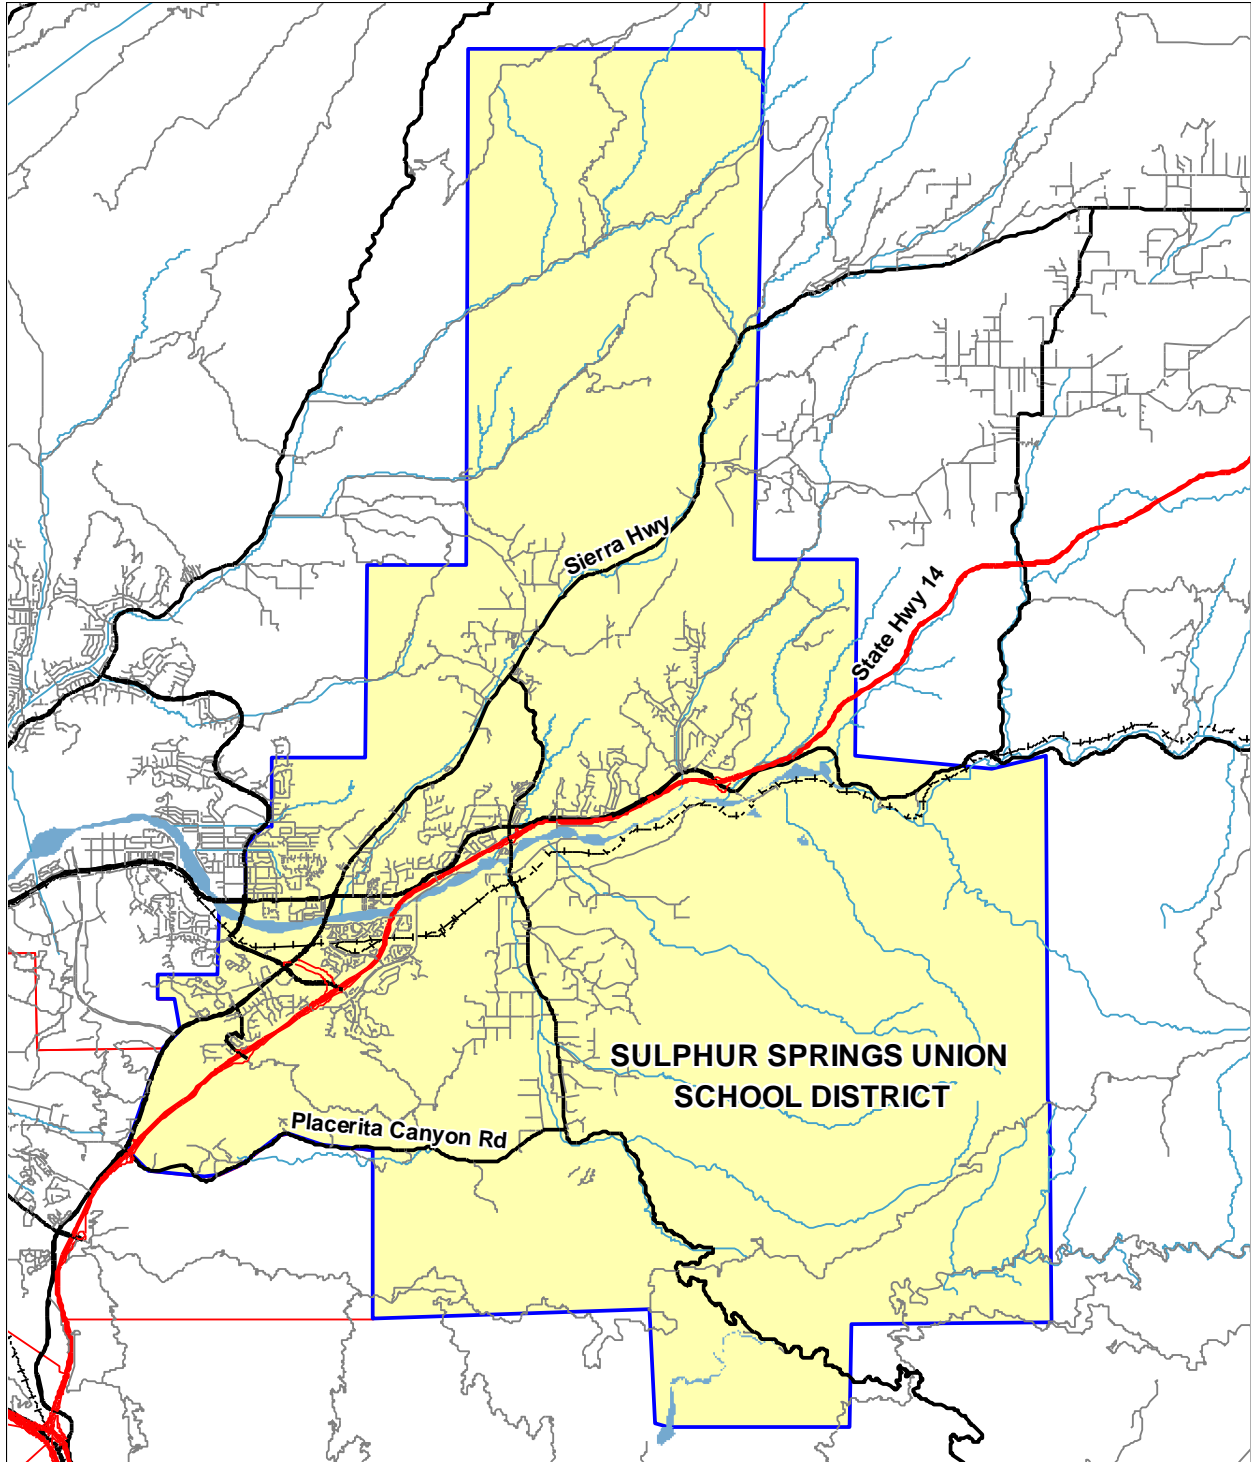 Sierra Hwy
State Hwy 14
SULPHUR SPRINGS UNION
SCHOOL DISTRICT
Placerita Canyon Rd